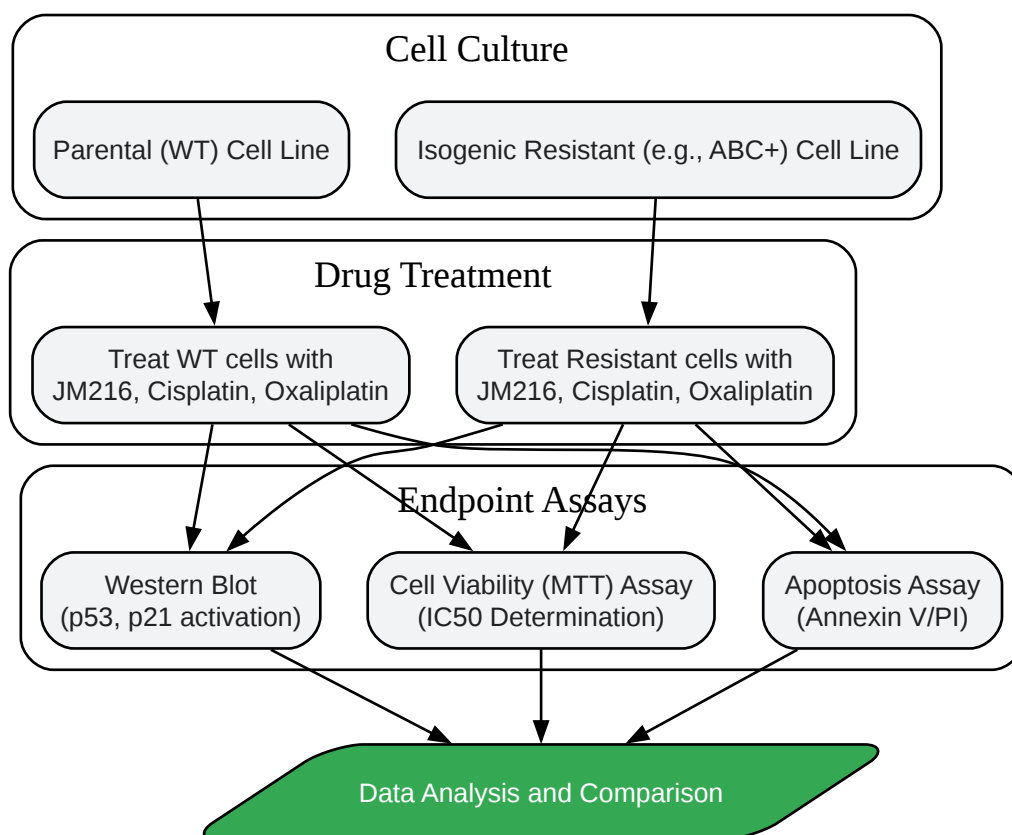 Cell Culture
Parental (WT) Cell Line
Isogenic Resistant (e.g., ABC+) Cell Line
Drug Treatment
Treat WT cells with
JM216, Cisplatin, Oxaliplatin
Treat Resistant cells with
JM216, Cisplatin, Oxaliplatin
Endpoint Assays
Western Blot
(p53, p21 activation)
Cell Viability (MTT) Assay
(IC50 Determination)
Apoptosis Assay
(Annexin V/PI)
Data Analysis and Comparison